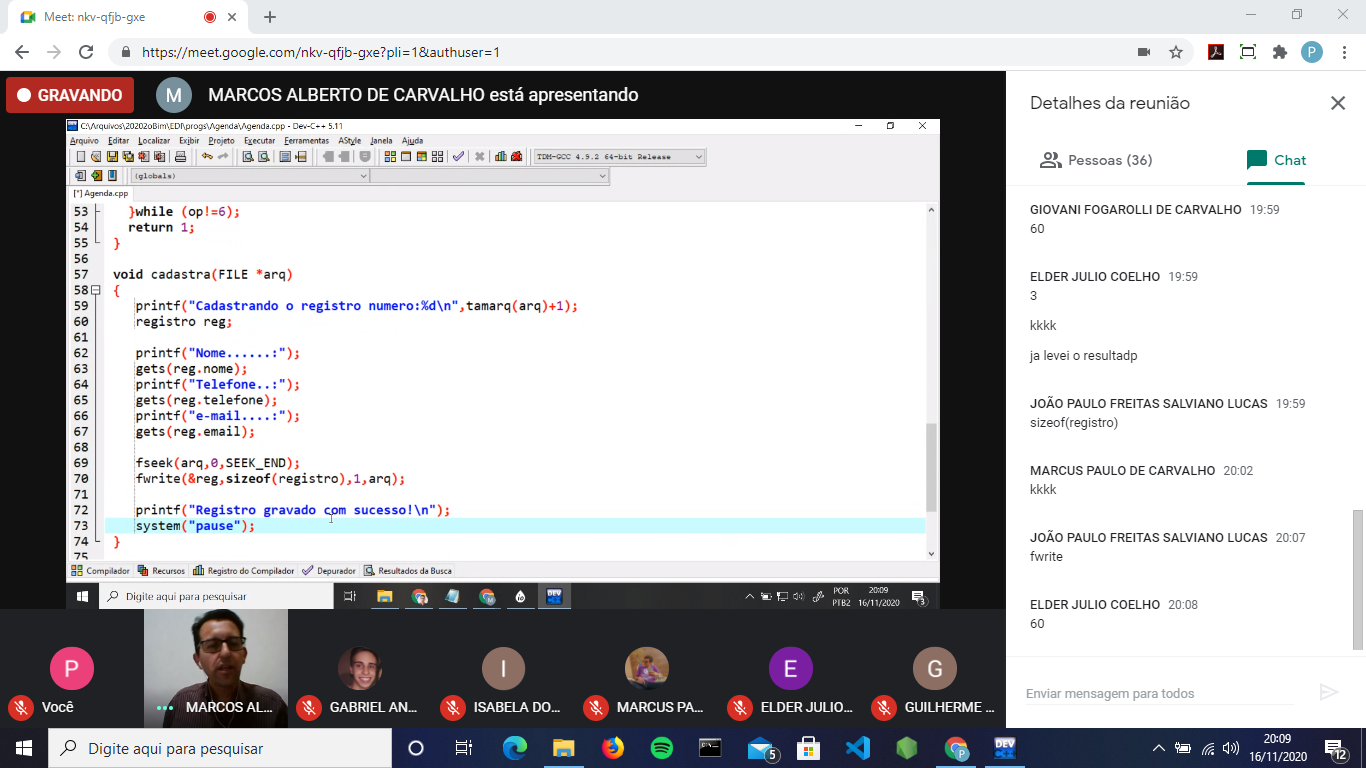 Meet: nkv-qfjb-gxe
https://meet.google.com/nkv-qfjb-gxe?pli=1&authuser=1
P
GRAVANDO
M
MARCOS ALBERTO DE CARVALHO está apresentando
C:\Arquivos\20202oBim\EDI\progs\Agenda\Agenda.cpp - Dev-C++ 5.11
Arquivo Editar Localizar Exibir Projeto Executar Ferramentas AStyle Janela Ajuda
TDM-GCC 4.9.2 64-bit Release
(globals)
[*] Agenda.cpp
53 }while (op!=6);
54 return 1;
55 }
56
57 void cadastra(FILE *arq)
58 {
59 printf("Cadastrando o registro numero:%d\n",tamarq(arq)+1);
60 registro reg;
61
62 printf("Nome......:");
63 gets(reg.nome);
64 printf("Telefone..:");
65 gets(reg.telefone);
66 printf("e-mail....:");
67 gets(reg.email);
68
69 fseek(arq,0,SEEK_END);
70 fwrite(&reg,sizeof(registro),1,arq);
71
72 printf("Registro gravado com sucesso!\n");
73 system("pause");
74 }
75
Compilador Recursos Registro do Compilador Depurador Resultados da Busca
Digite aqui para pesquisar
DEV
POR
PTB2
20:09
16/11/2020
3
P
Você
MARCOS AL...
GABRIEL AN...
I
ISABELA DO...
MARCUS PA...
E
ELDER JULIO...
G
GUILHERME ...
Detalhes da reunião
Pessoas (36)
Chat
GIOVANI FOGAROLLI DE CARVALHO 19:59
60
ELDER JULIO COELHO 19:59
3
kkkk
ja levei o resultadp
JOÃO PAULO FREITAS SALVIANO LUCAS 19:59
sizeof(registro)
MARCUS PAULO DE CARVALHO 20:02
kkkk
JOÃO PAULO FREITAS SALVIANO LUCAS 20:07
fwrite
ELDER JULIO COELHO 20:08
60
Enviar mensagem para todos
Digite aqui para pesquisar
5
P
DEV
20:09
16/11/2020
12